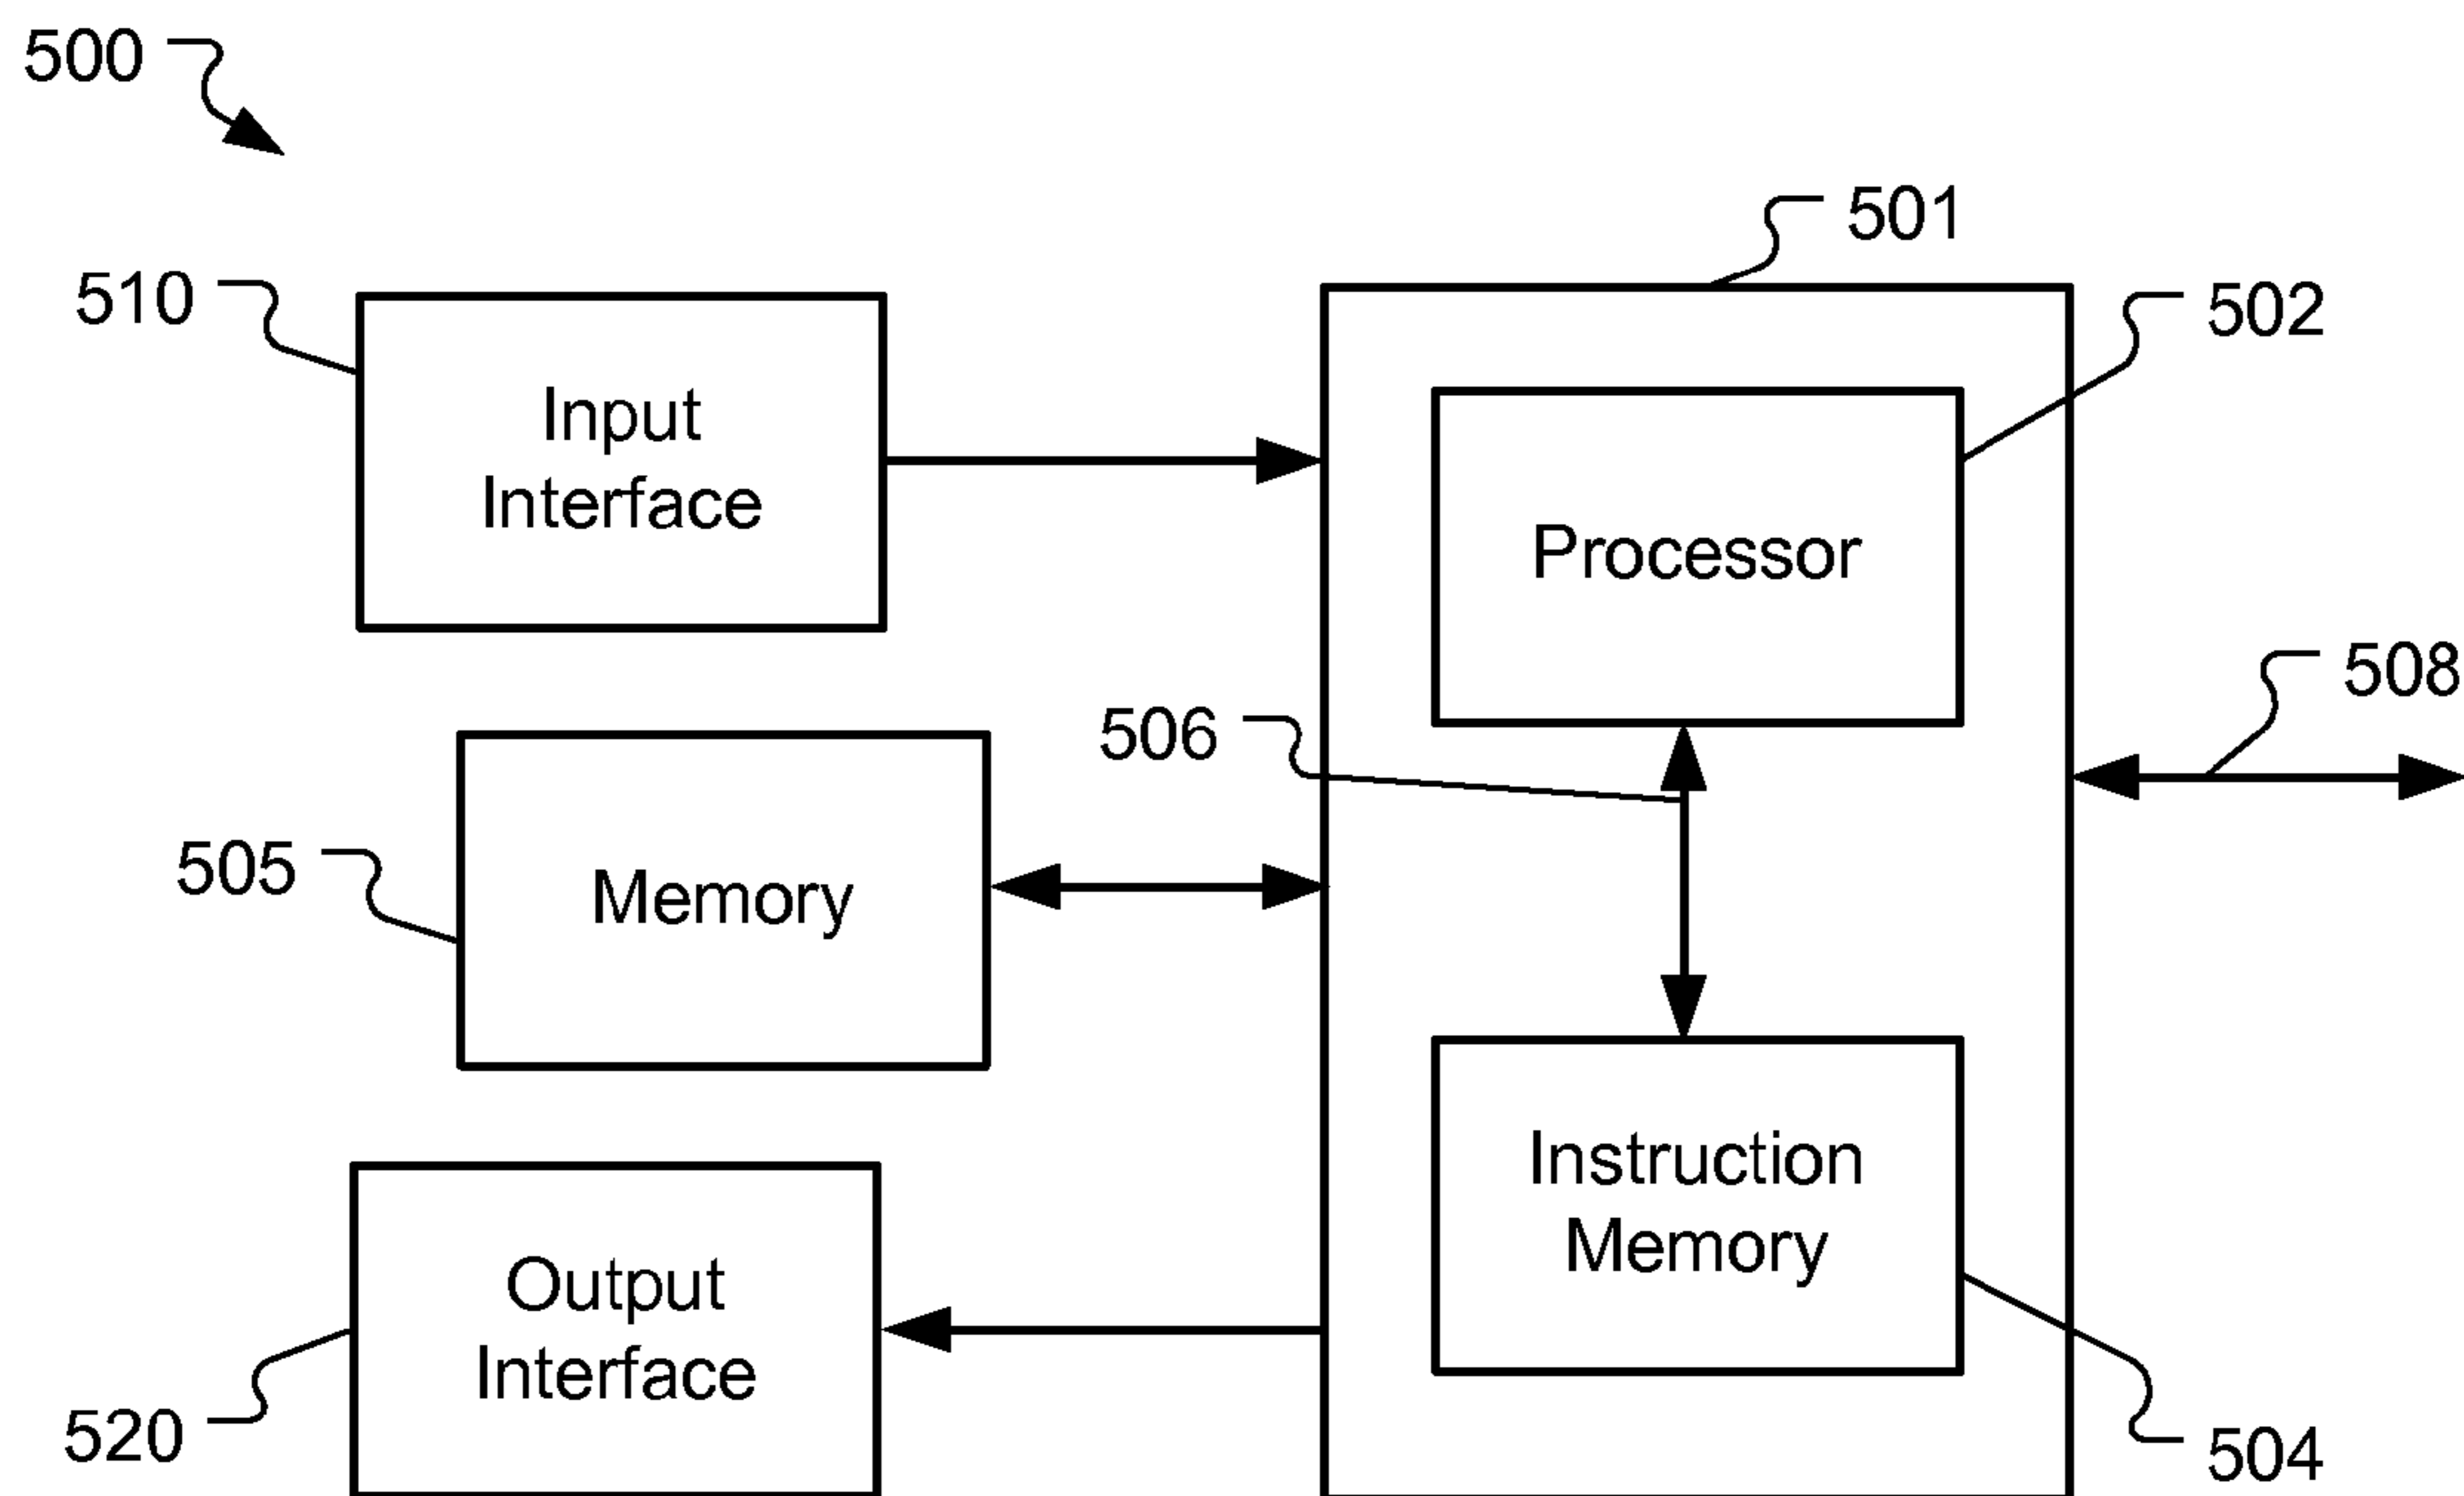 500
501
510
502
Input
Interface
Processor
508
506
505
Memory
Instruction
Memory
Output
Interface
520
504